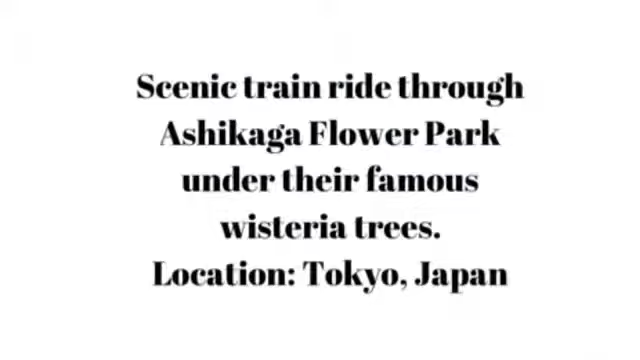 Scenic train ride through
Ashikaga Flower Park
under their famous
wisteria trees.
Location: Tokyo, Japan